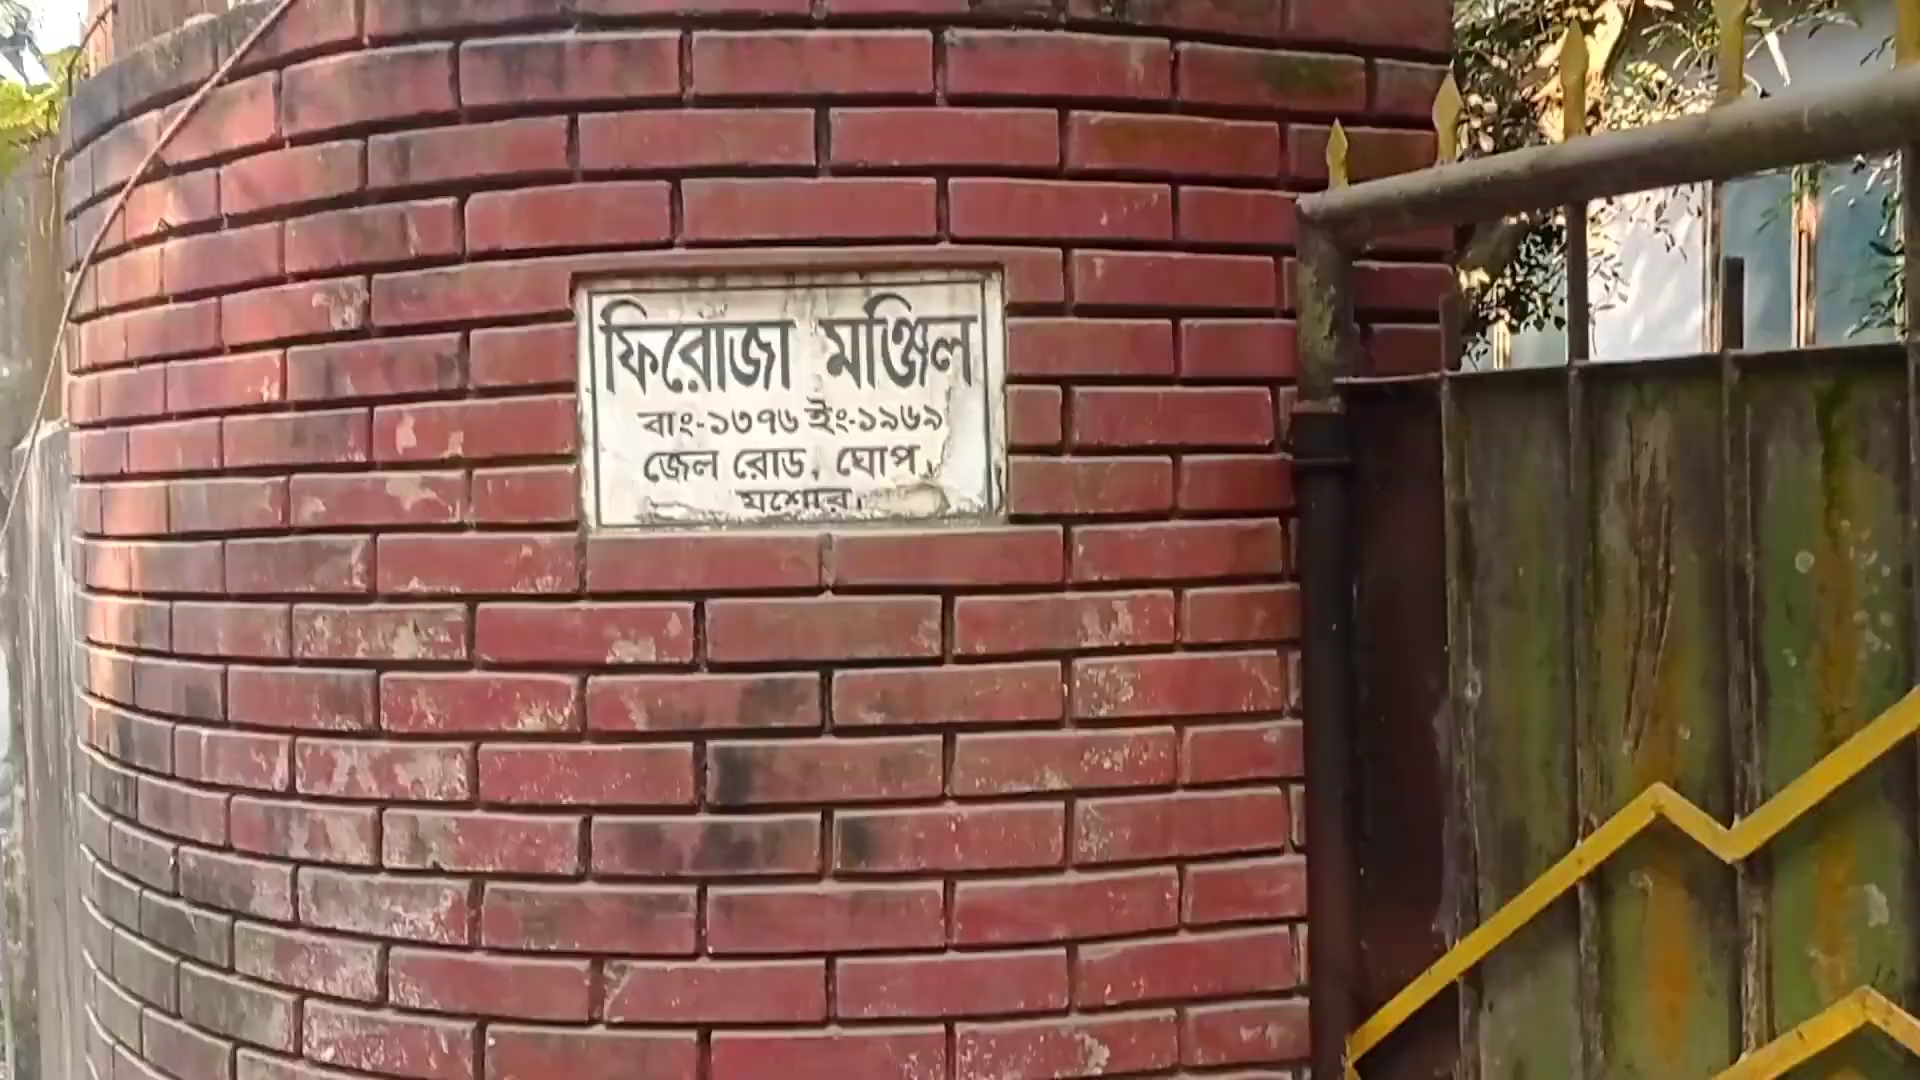 ফিরোজা মঞ্জিল
বাং-১৩৭৬ ইং-১৯৬৯
জেল রোড, ঘোপ,
যশোর।